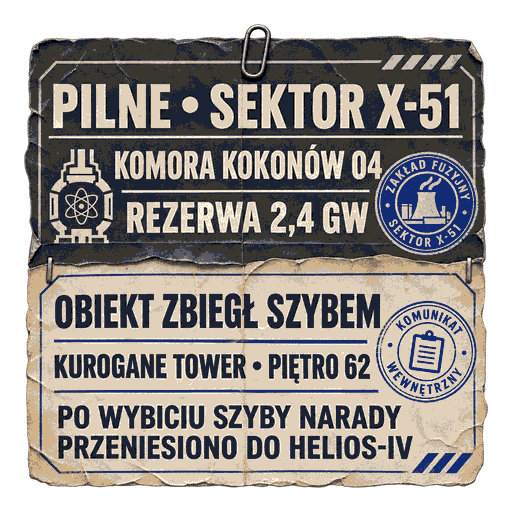 PILNE • SEKTOR X-51
KOMORA KOKONÓW 04
REZERWA 2,4 GW
ZAKŁAD FUZYJNY
• SEKTOR X-51 •
OBIEKT ZBIEGŁ SZYBEM
KUROGANE TOWER • PIĘTRO 62
• KOMUNIKAT •
WEWNĘTRZNY
PO WYBICIU SZYBY NARADY
PRZENIESIONO DO HELIOS-IV